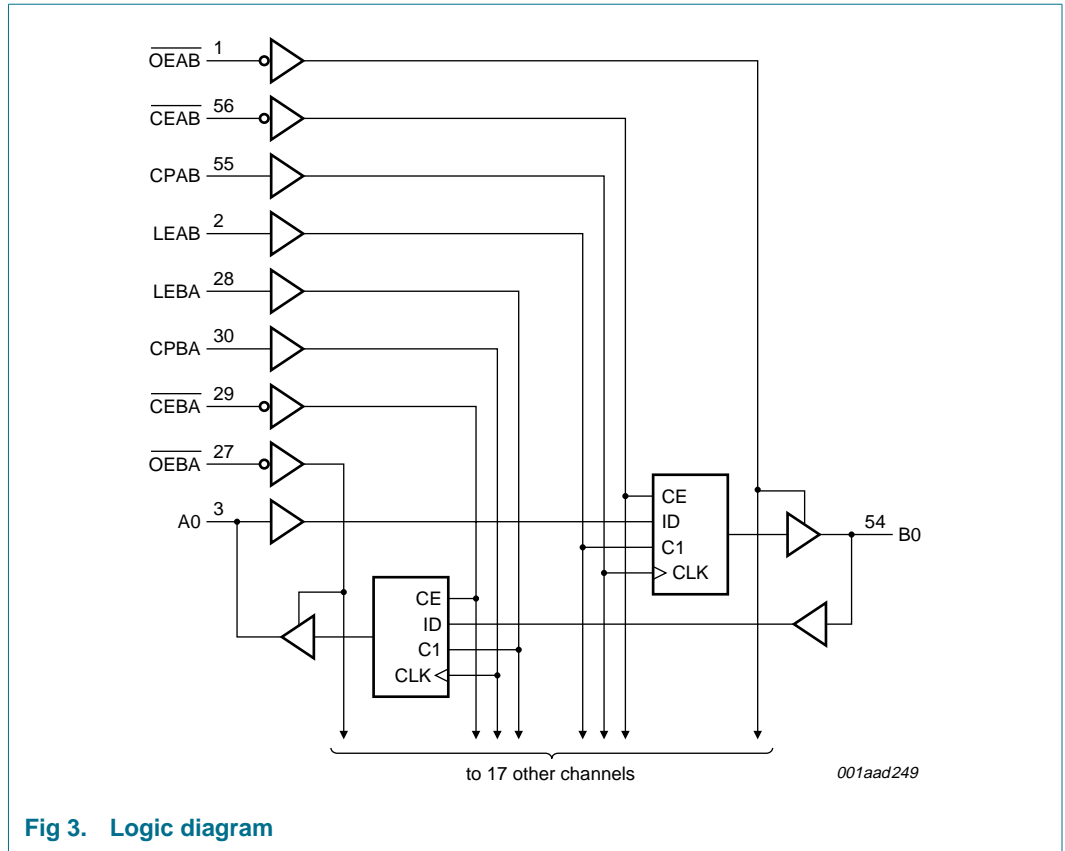 OEAB 1
CEAB 56
CPAB 55
LEAB 2
LEBA 28
CPBA 30
CEBA 29
OEBA 27
A0 3
CE
ID
C1
CLK
54 B0
CE
ID
C1
CLK
to 17 other channels
001aad249
Fig 3. Logic diagram